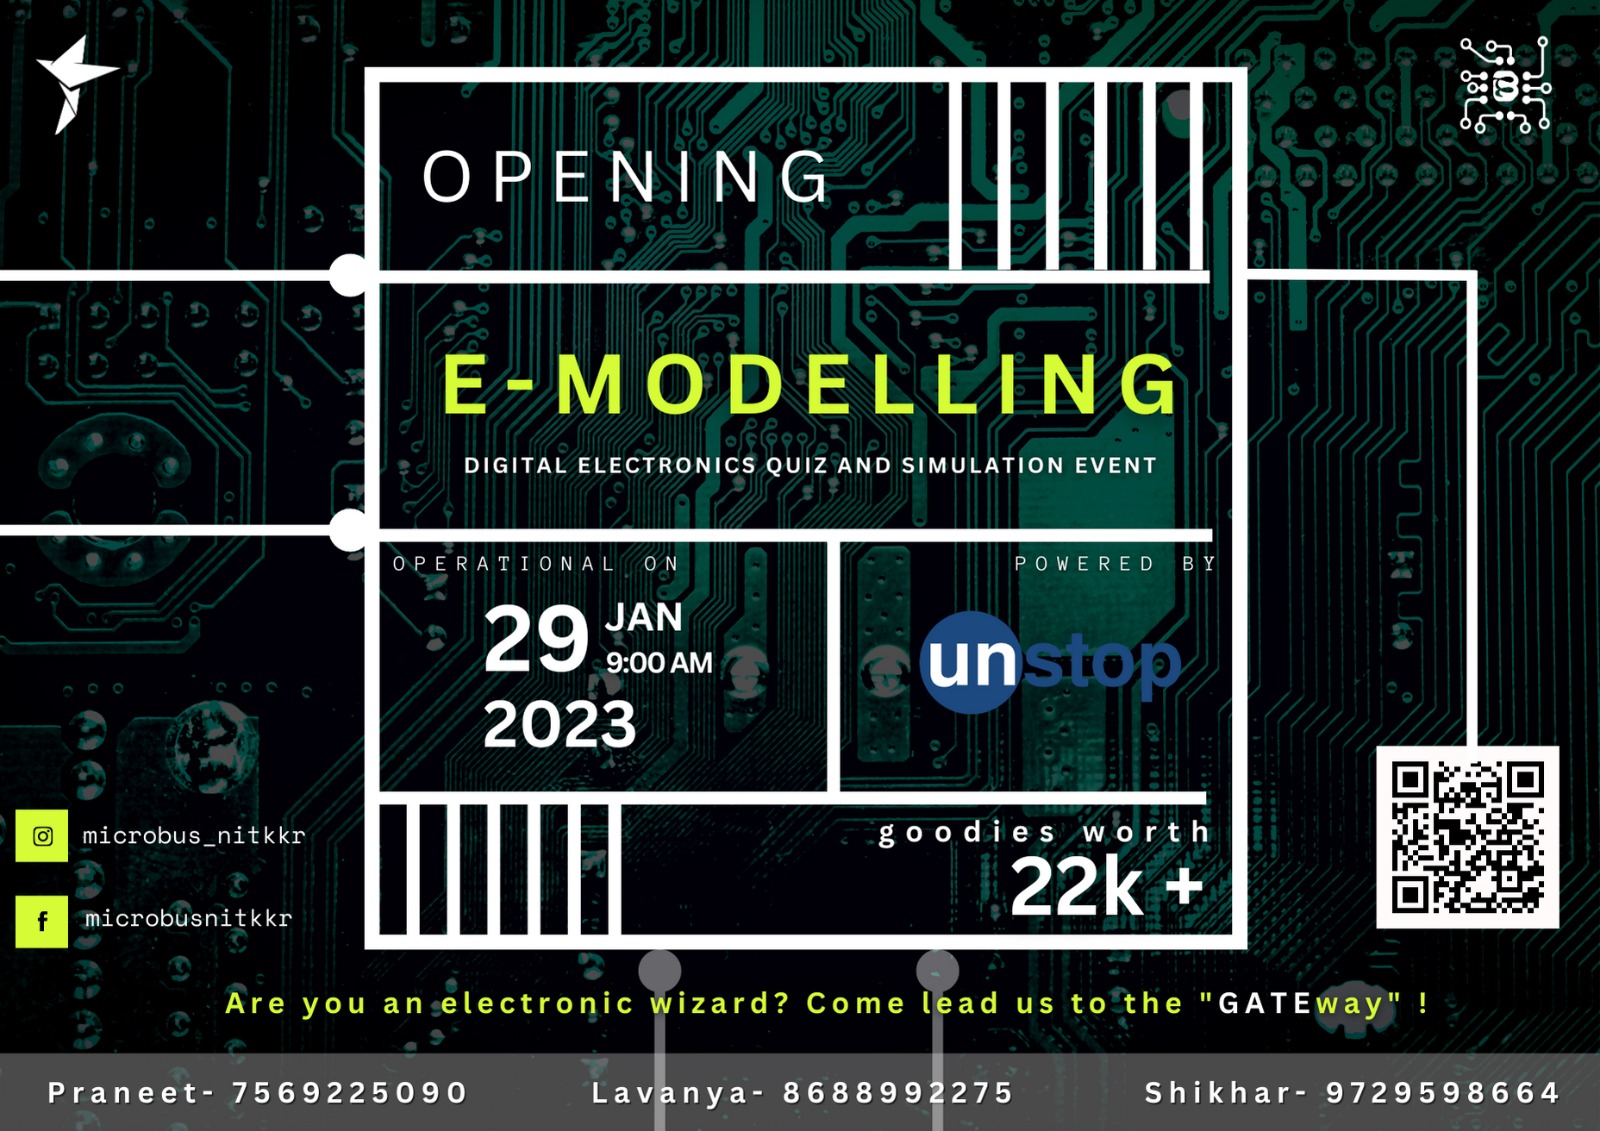 OPENING
E-MODELLING
DIGITAL ELECTRONICS QUIZ AND SIMULATION EVENT
OPERATIONAL ON
29 JAN
9:00 AM
2023
POWERED BY
unstop
goodies worth
22k +
microbus_nitkkr
microbusnitkkr
Are you an electronic wizard? Come lead us to the "GATEway" !
Praneet- 7569225090
Lavanya- 8688992275
Shikhar- 9729598664